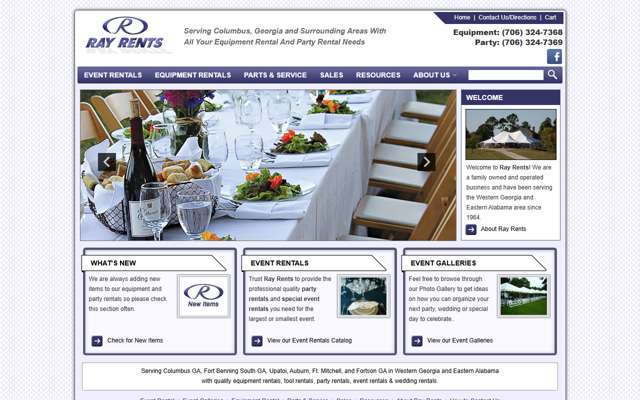 Home | Contact Us/Directions | Cart
RAY RENTS
Serving Columbus, Georgia and Surrounding Areas With
All Your Equipment Rental And Party Rental Needs
Equipment: (706) 324-7368
Party: (706) 324-7369
EVENT RENTALS EQUIPMENT RENTALS PARTS & SERVICE SALES RESOURCES ABOUT US
WELCOME
Welcome to Ray Rents! We are
a family owned and operated
business and have been serving
the Western Georgia and
Eastern Alabama area since
1964.
About Ray Rents
WHAT'S NEW
We are always adding new
items to our equipment and
party rentals so please check
this section often.
New Items
Check for New Items
EVENT RENTALS
Trust Ray Rents to provide the
professional quality party
rentals and special event
rentals you need for the
largest or smallest event.
View our Event Rentals Catalog
EVENT GALLERIES
Feel free to browse through
our Photo Gallery to get ideas
on how you can organize your
next party, wedding or special
day to celebrate..
View our Event Galleries
Serving Columbus GA, Fort Benning South GA, Upatoi, Auburn, Ft. Mitchell, and Fortson GA in Western Georgia and Eastern Alabama
with quality equipment rentals, tool rentals, party rentals, event rentals & wedding rentals.